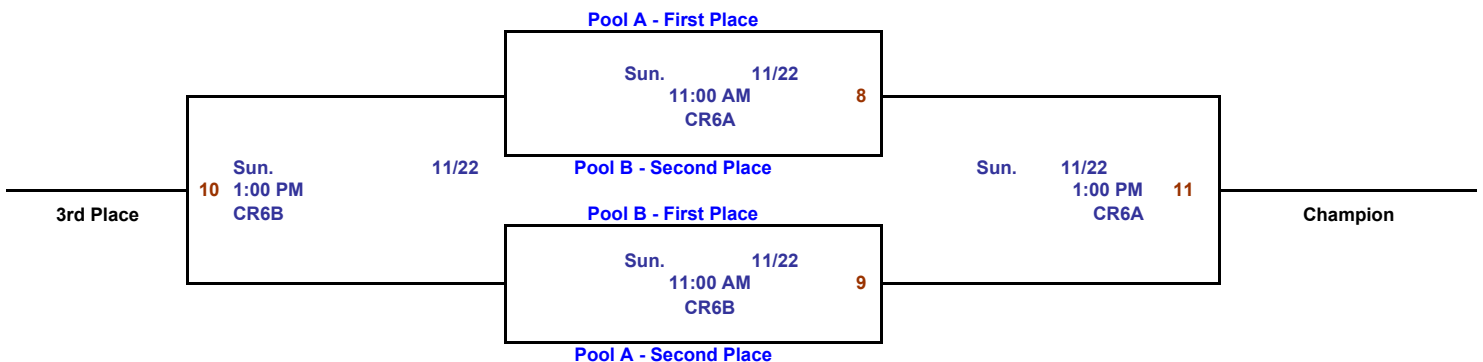 Pool A - First Place
Sun. 11/22
11:00 AM 8
CR6A
Pool B - Second Place
Sun. 11/22
10 1:00 PM
CR6B
3rd Place
Sun. 11/22
1:00 PM 11
CR6A
Champion
Pool B - First Place
Sun. 11/22
11:00 AM 9
CR6B
Pool A - Second Place